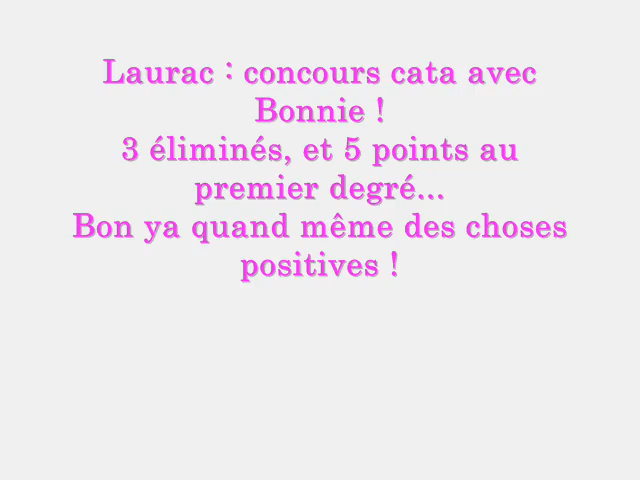 Laurac : concours cata avec
Bonnie !
3 éliminés, et 5 points au
premier degré...
Bon ya quand même des choses
positives !